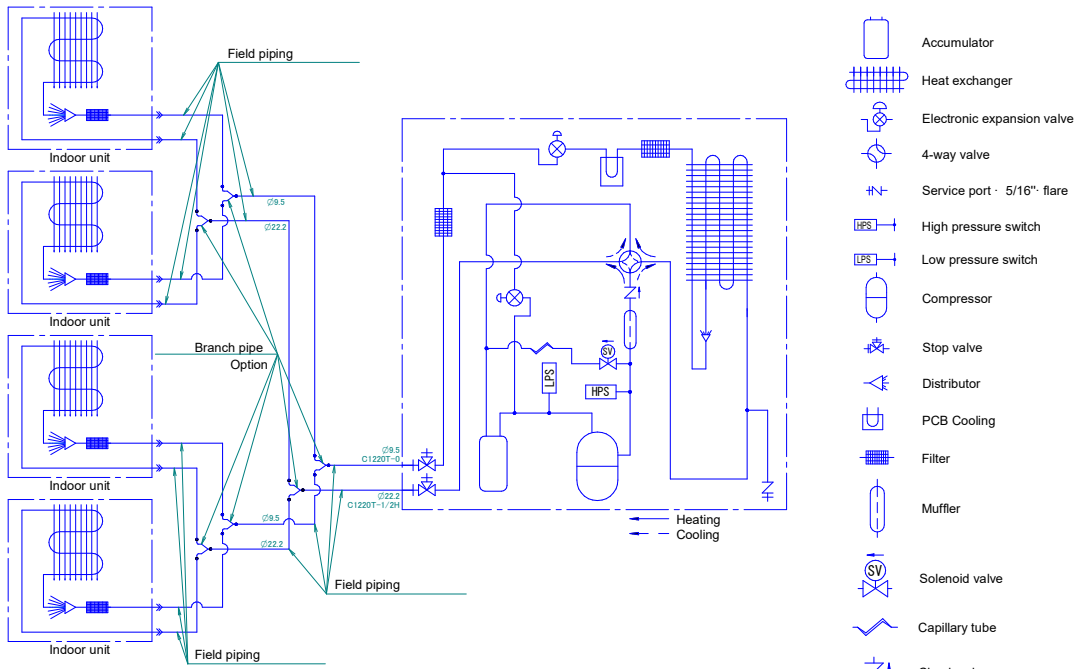 Field piping
Indoor unit
Ø9.5
Ø22.2
Indoor unit
Branch pipe
Option
Indoor unit
Ø9.5
C1220T-O
Ø22.2
C1220T-1/2H
Ø9.5
Ø22.2
Field piping
Indoor unit
Field piping
SV
LPS
HPS
Heating
Cooling
Accumulator
Heat exchanger
Electronic expansion valve
4-way valve
Service port · 5/16"· flare
HPS
High pressure switch
LPS
Low pressure switch
Compressor
Stop valve
Distributor
PCB Cooling
Filter
Muffler
SV
Solenoid valve
Capillary tube